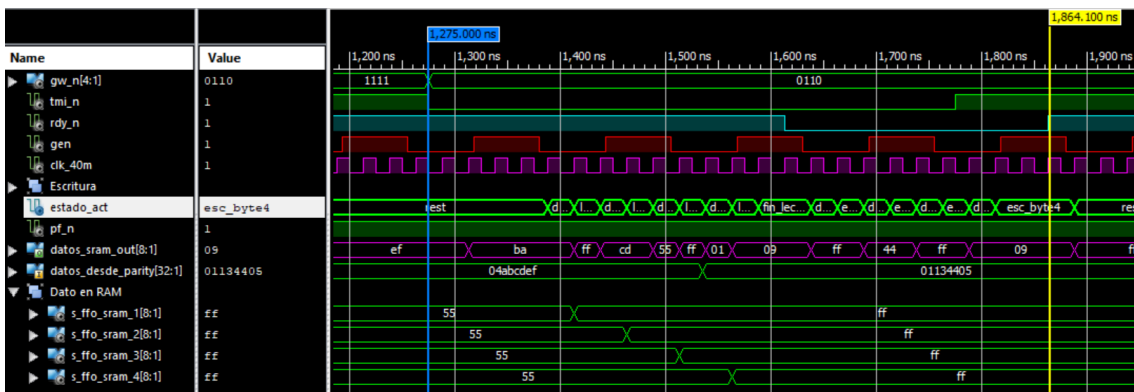 1,864.100 ns
1,275.000 ns
Name Value 1,200 ns 1,300 ns 1,400 ns 1,500 ns 1,600 ns 1,700 ns 1,800 ns 1,900 ns
gw_n[4:1] 0110 1111 0110
tmi_n 1
rdy_n 1
gen 1
clk_40m 1
Escritura
estado_act esc_byte4 rest d... l... d... l... d... l... d... l... fin_lec... d... e... d... e... d... e... d... esc_byte4 res
pf_n 1
datos_sram_out[8:1] 09 ef ba ff cd 55 ff 01 09 ff 44 ff 09 f
datos_desde_parity[32:1] 01134405 04abcdef 01134405
Dato en RAM
s_ffo_sram_1[8:1] ff 55 ff
s_ffo_sram_2[8:1] ff 55 ff
s_ffo_sram_3[8:1] ff 55 ff
s_ffo_sram_4[8:1] ff 55 ff